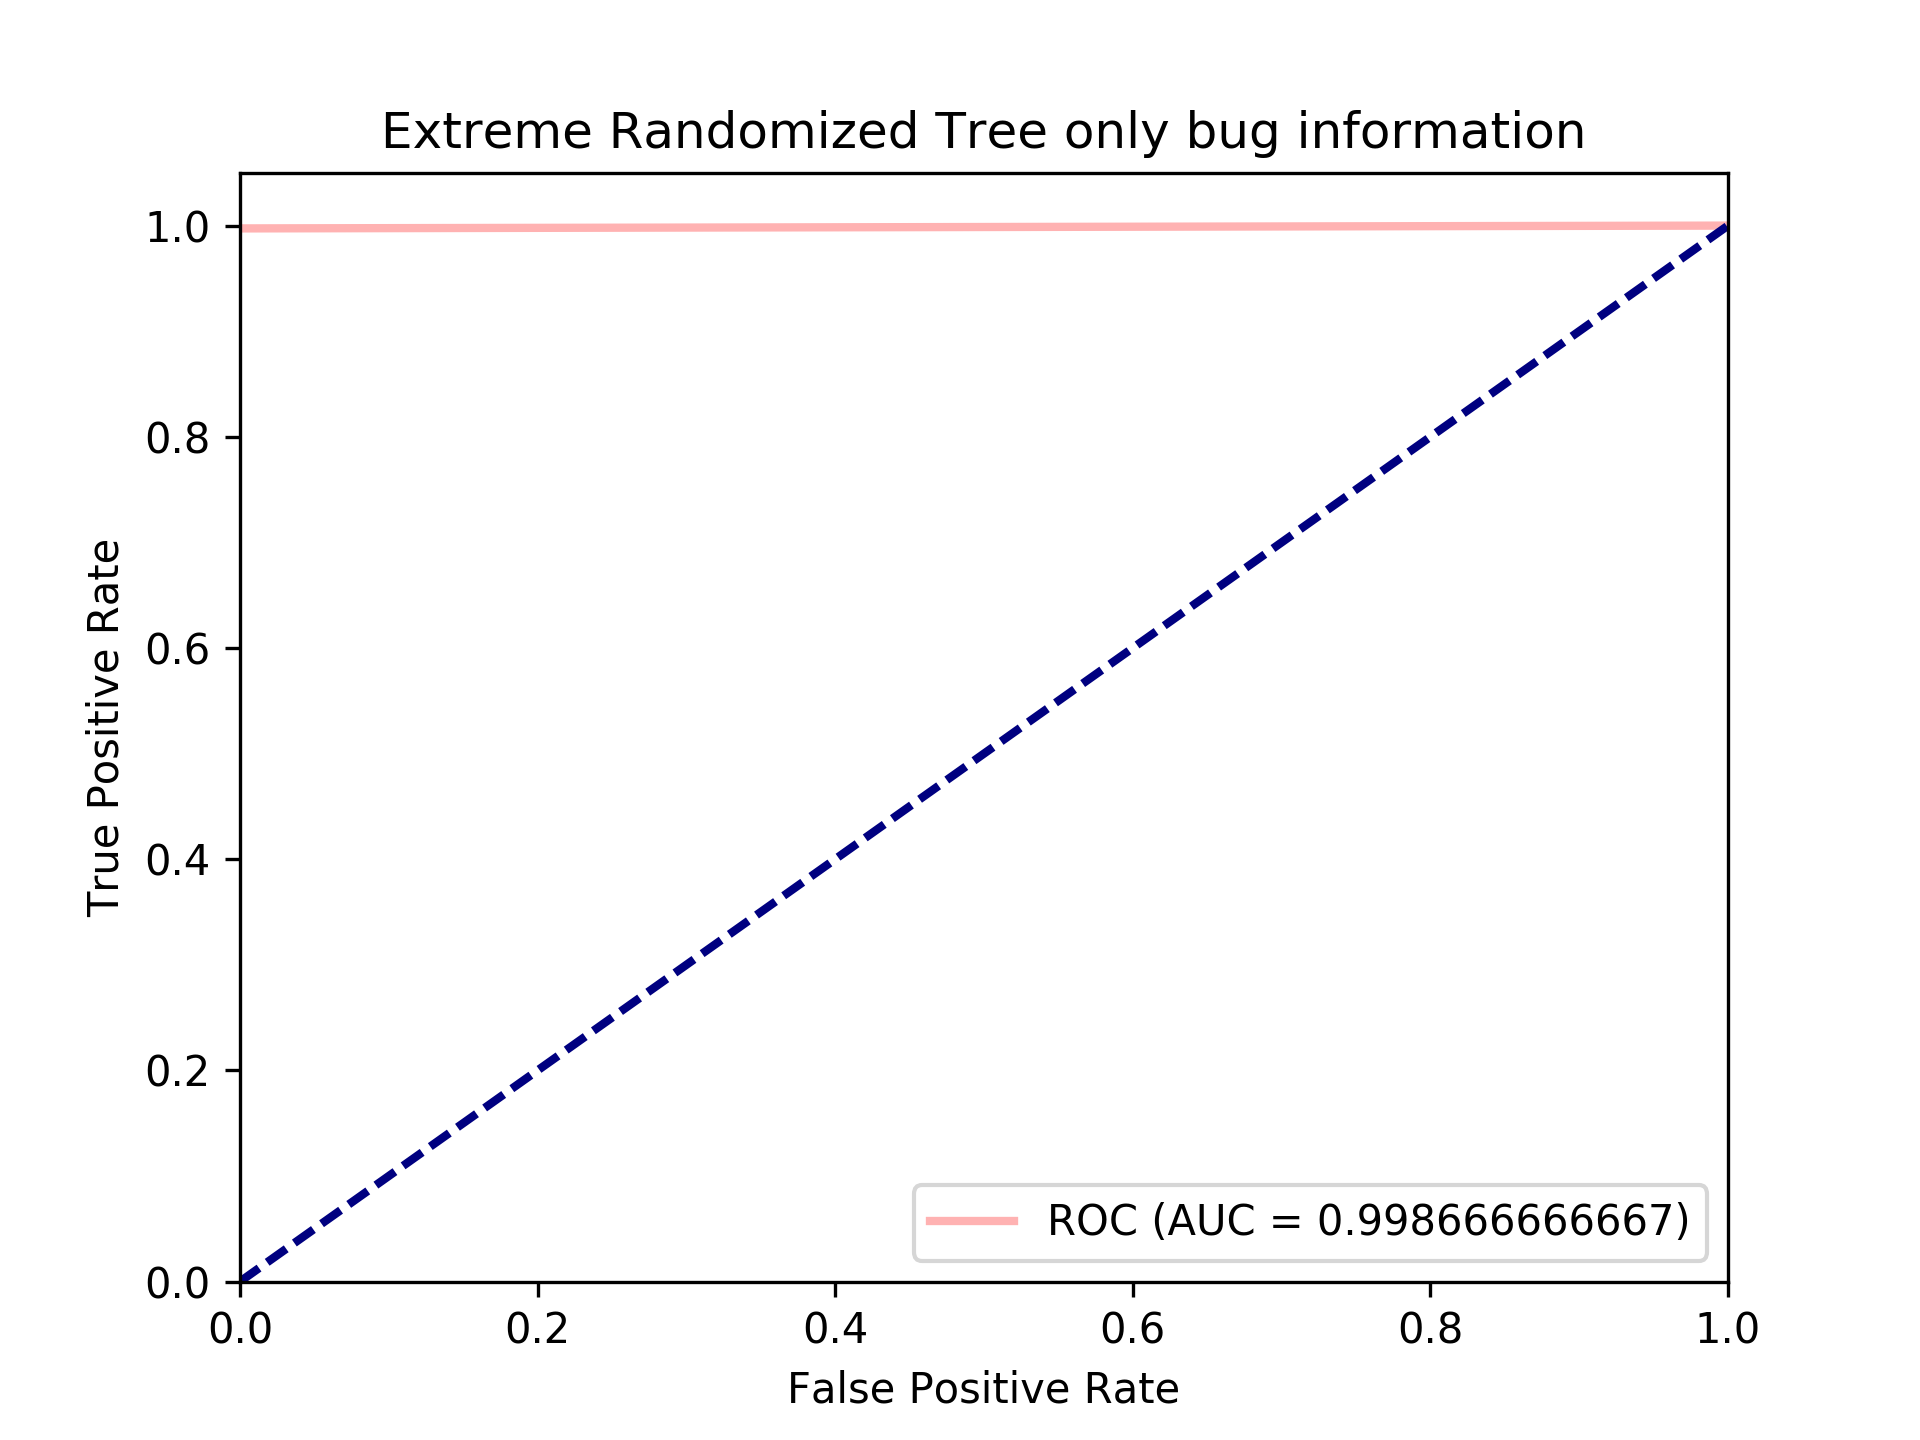 Extreme Randomized Tree only bug information
1.0
0.8
0.6
0.4
0.2
0.0
True Positive Rate
ROC (AUC = 0.998666666667)
0.0 0.2 0.4 0.6 0.8 1.0
False Positive Rate